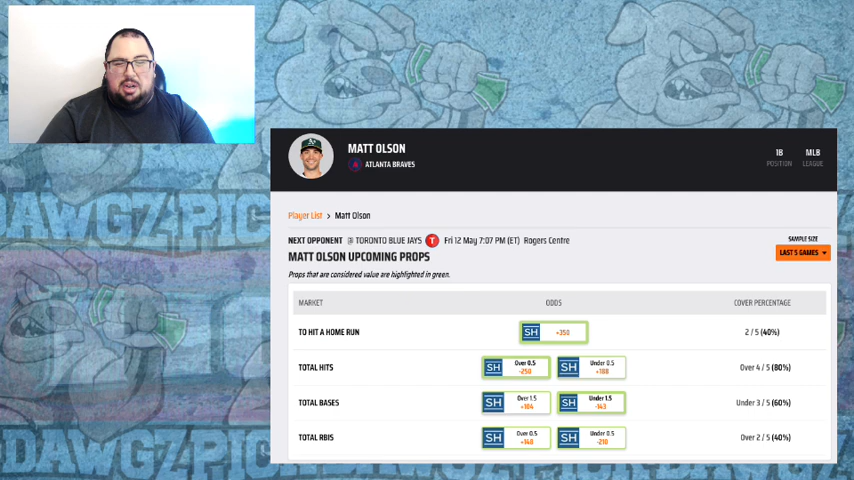 MATT OLSON
ATLANTA BRAVES
1B
POSITION
MLB
LEAGUE
Player List > Matt Olson
NEXT OPPONENT @ TORONTO BLUE JAYS T Fri 12 May 7:07 PM (ET) Rogers Centre
SAMPLE SIZE
LAST 5 GAMES
MATT OLSON UPCOMING PROPS
Props that are considered value are highlighted in green.
MARKET ODDS COVER PERCENTAGE
TO HIT A HOME RUN SH +350 2 / 5 (40%)
TOTAL HITS SH Over 0.5 -250 SH Under 0.5 +188 Over 4 / 5 (80%)
TOTAL BASES SH Over 1.5 +104 SH Under 1.5 -143 Under 3 / 5 (60%)
TOTAL RBIS SH Over 0.5 +140 SH Under 0.5 -210 Over 2 / 5 (40%)
DAWGZ-PICK
DAWGZPICK DAWGZPICK